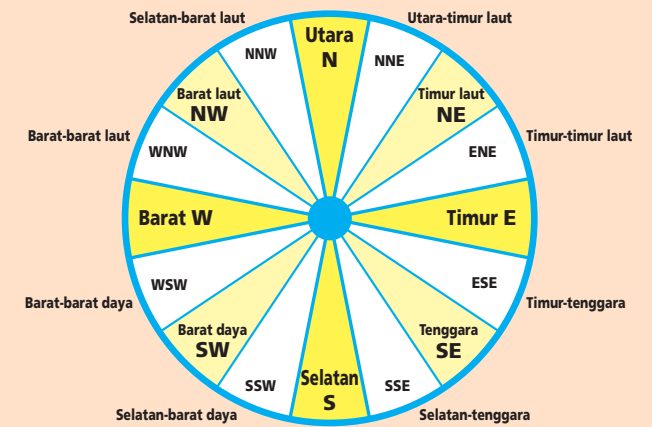 Selatan-barat laut
Utara-timur laut
Utara
N
NNW
NNE
Barat laut
NW
Timur laut
NE
Barat-barat laut
Timur-timur laut
WNW
ENE
Barat W
Timur E
WSW
ESE
Barat-barat daya
Timur-tenggara
Barat daya
SW
Tenggara
SE
Selatan
S
SSW
SSE
Selatan-barat daya
Selatan-tenggara